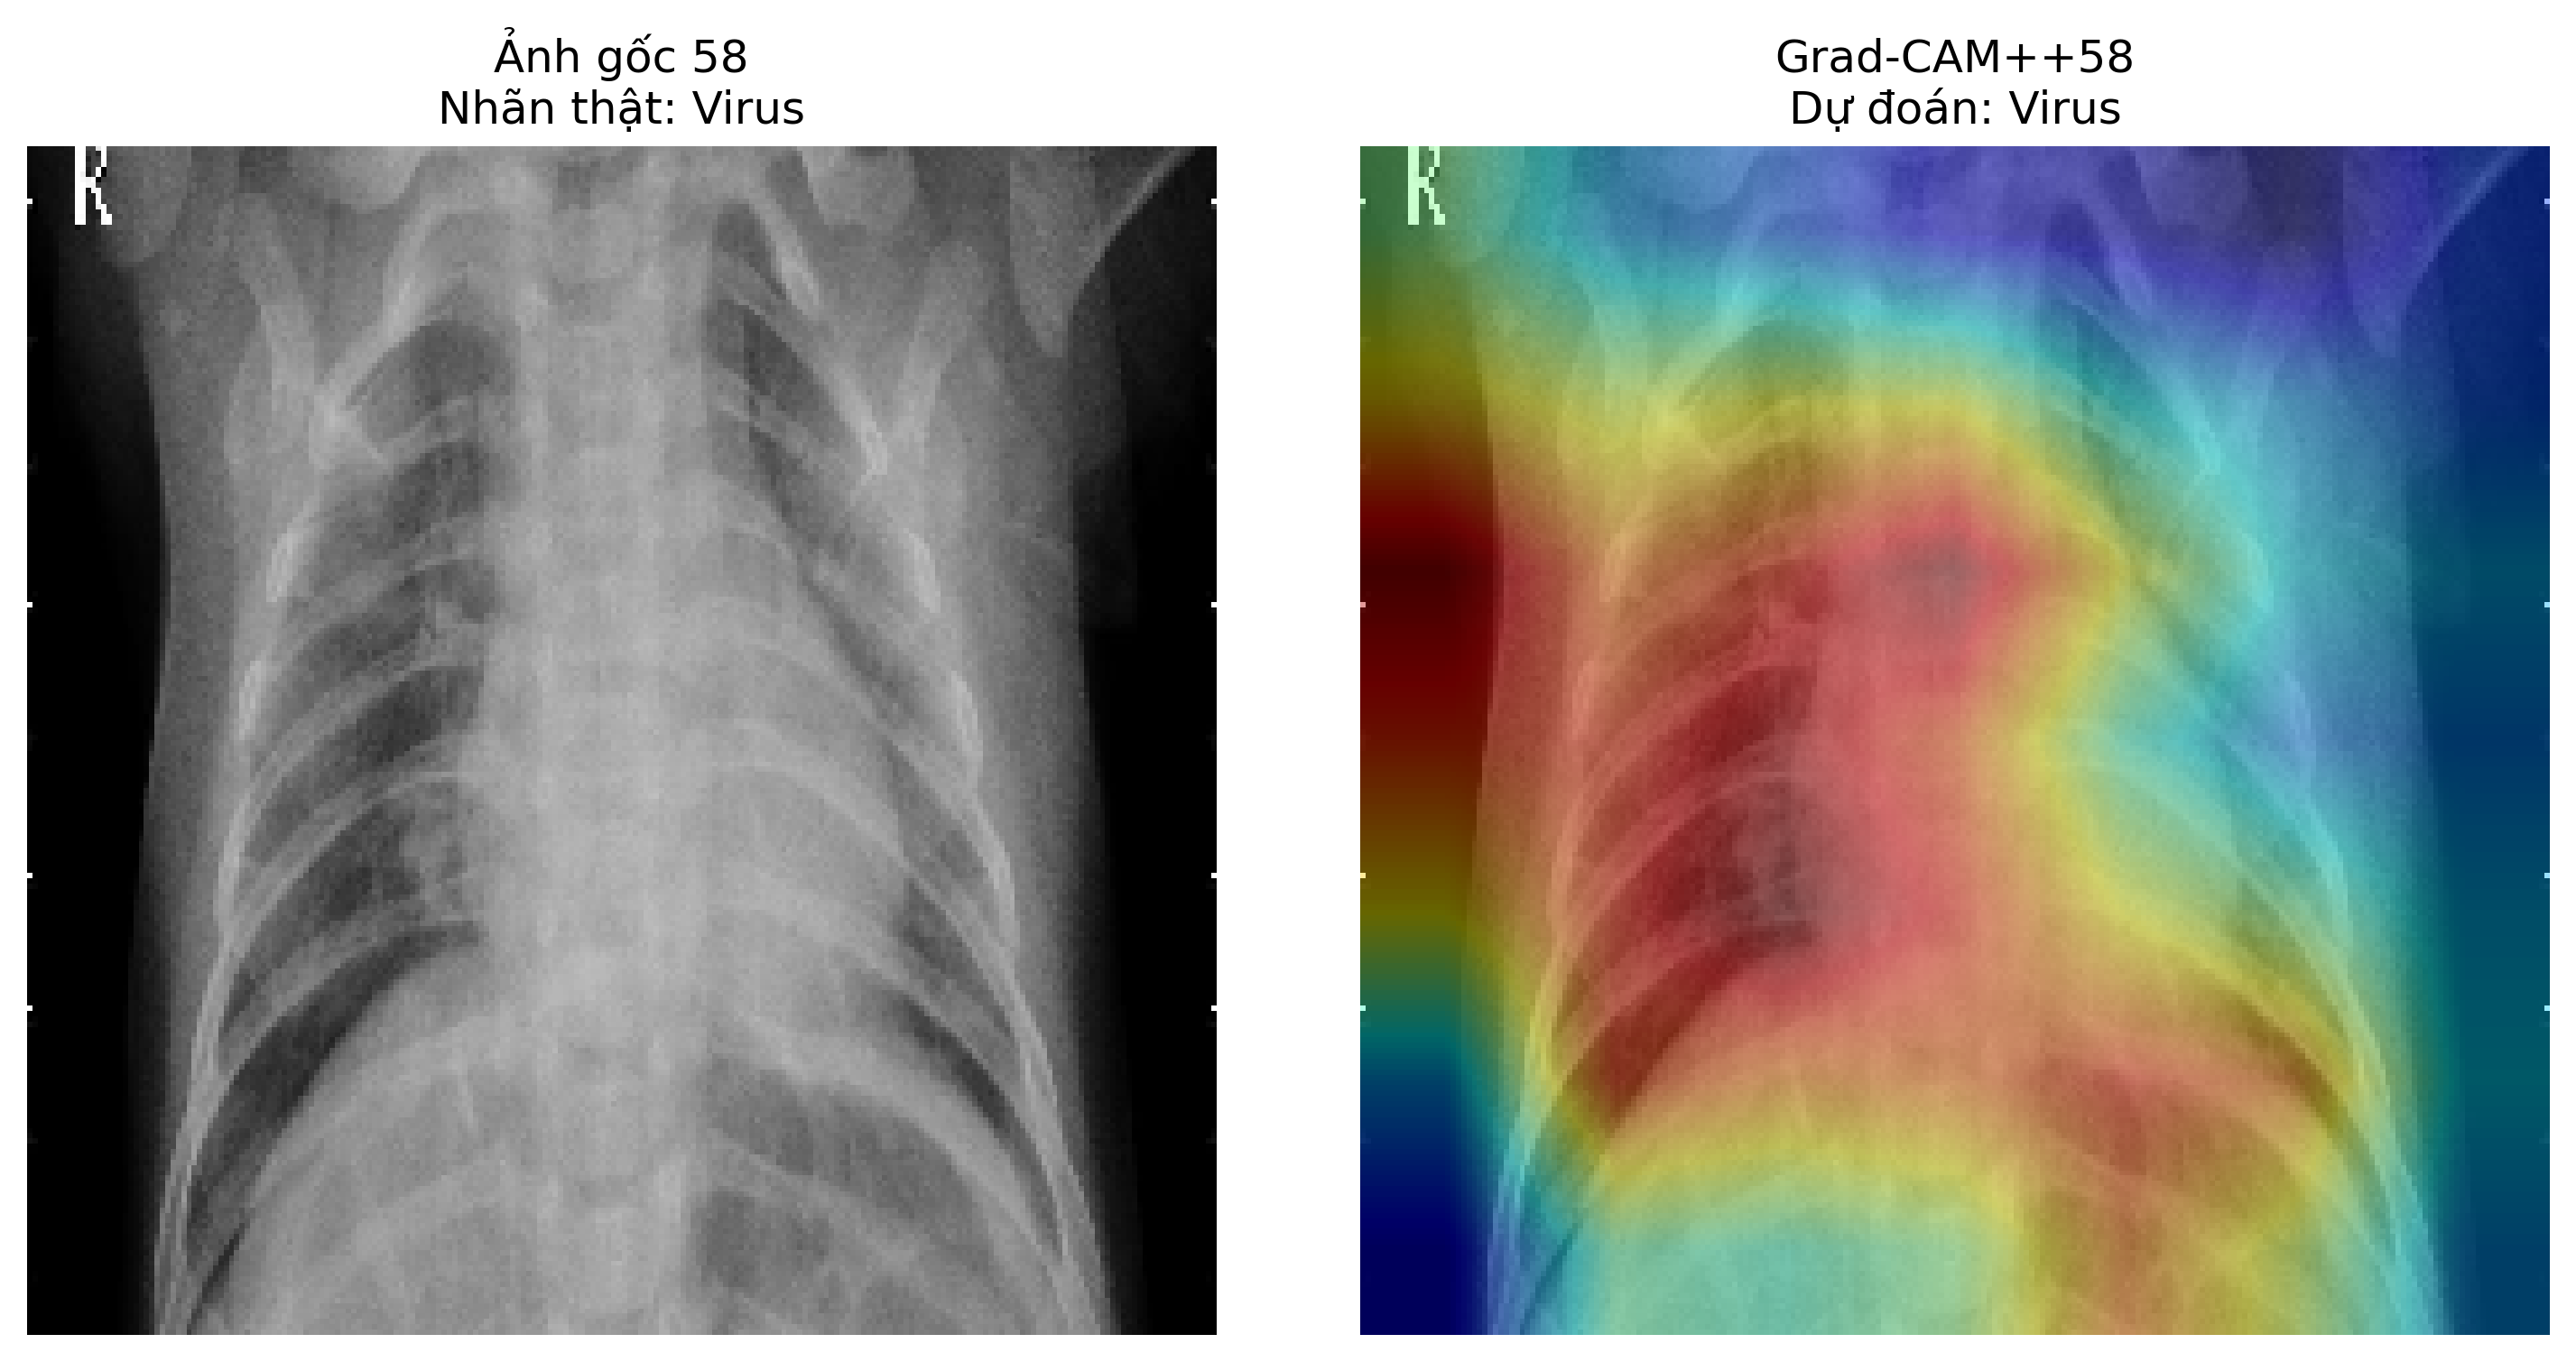 Ảnh gốc 58
Nhãn thật: Virus
R
Grad-CAM++58
Dự đoán: Virus
R